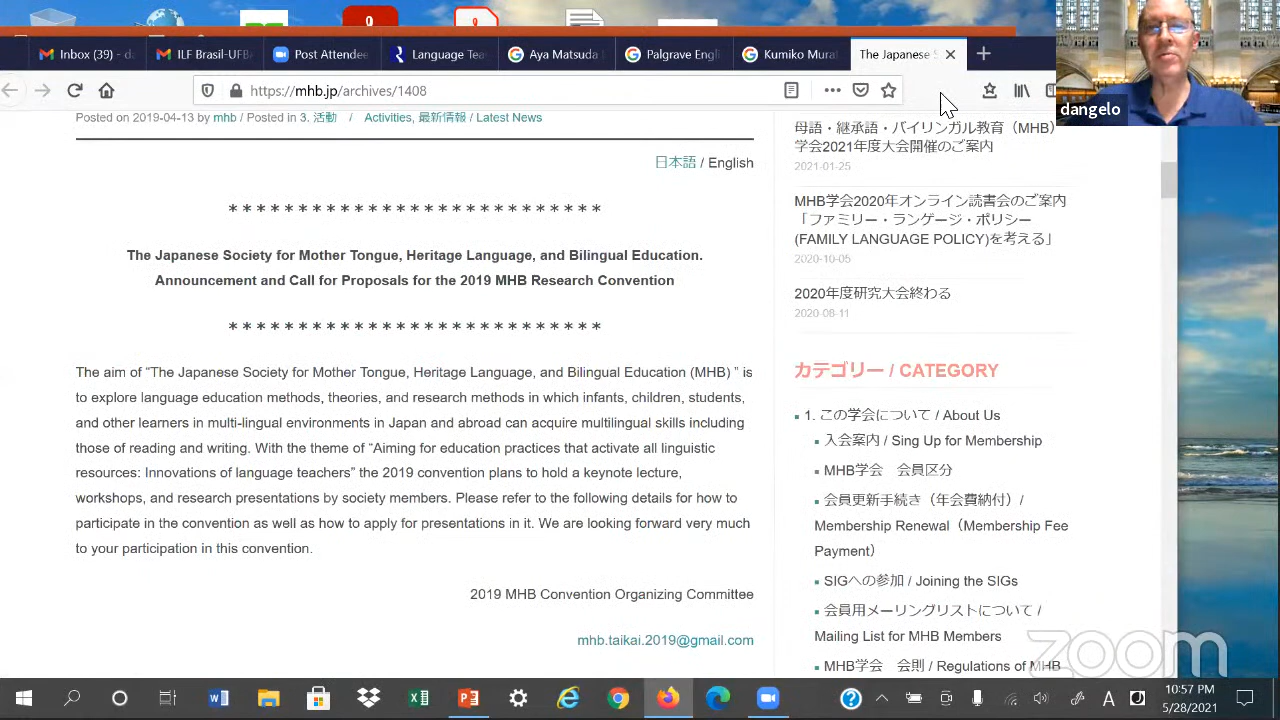 Inbox (39) - d
ILF Brasil-UFB
Post Attende
Language Tea
Aya Matsuda
Palgrave Engl
Kumiko Mura
The Japanese S
https://mhb.jp/archives/1408
dangelo
Posted on 2019-04-13 by mhb / Posted in 3. 活動 / Activities, 最新情報 / Latest News
日本語 / English
* * * * * * * * * * * * * * * * * * * * * * * * * *
The Japanese Society for Mother Tongue, Heritage Language, and Bilingual Education.
Announcement and Call for Proposals for the 2019 MHB Research Convention
* * * * * * * * * * * * * * * * * * * * * * * * * *
The aim of “The Japanese Society for Mother Tongue, Heritage Language, and Bilingual Education (MHB) ” is
to explore language education methods, theories, and research methods in which infants, children, students,
and other learners in multi-lingual environments in Japan and abroad can acquire multilingual skills including
those of reading and writing. With the theme of “Aiming for education practices that activate all linguistic
resources: Innovations of language teachers” the 2019 convention plans to hold a keynote lecture,
workshops, and research presentations by society members. Please refer to the following details for how to
participate in the convention as well as how to apply for presentations in it. We are looking forward very much
to your participation in this convention.
2019 MHB Convention Organizing Committee
mhb.taikai.2019@gmail.com
母語・継承語・バイリンガル教育（MHB）
学会2021年度大会開催のご案内
2021-01-25
MHB学会2020年オンライン読書会のご案内
「ファミリー・ランゲージ・ポリシー
(FAMILY LANGUAGE POLICY)を考える」
2020-10-05
2020年度研究大会終わる
2020-08-11
カテゴリー / CATEGORY
1. この学会について / About Us
入会案内 / Sing Up for Membership
MHB学会　会員区分
会員更新手続き（年会費納付）/
Membership Renewal（Membership Fee
Payment）
SIGへの参加 / Joining the SIGs
会員用メーリングリストについて /
Mailing List for MHB Members
MHB学会　会則 / Regulations of MHB
zoom
10:57 PM
5/28/2021